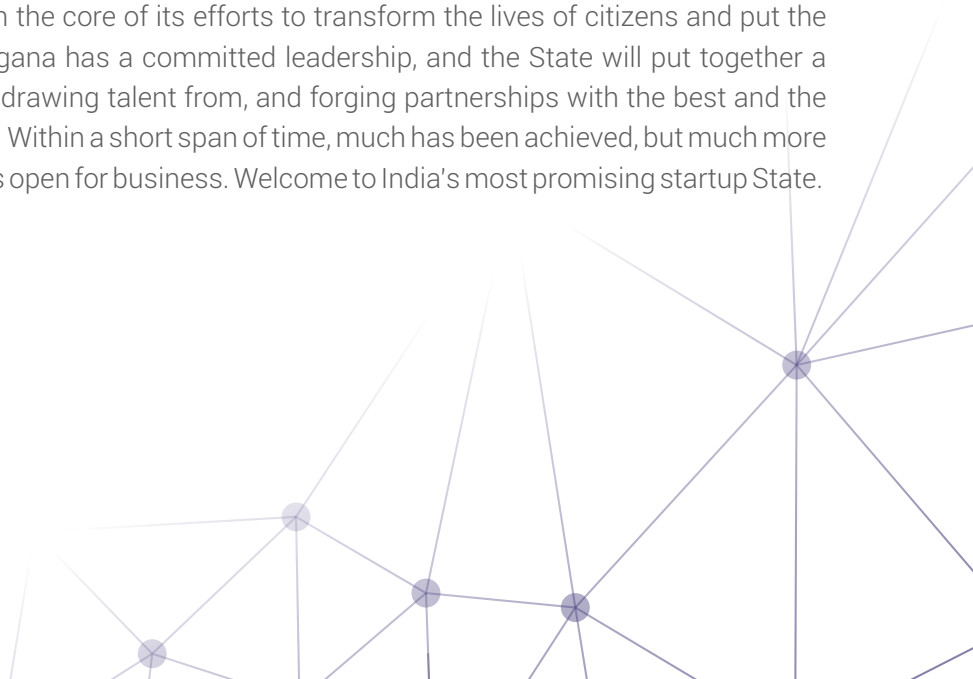 the core of its efforts to transform the lives of citizens and put the
gana has a committed leadership, and the State will put together a
drawing talent from, and forging partnerships with the best and the
Within a short span of time, much has been achieved, but much more
s open for business. Welcome to India's most promising startup State.